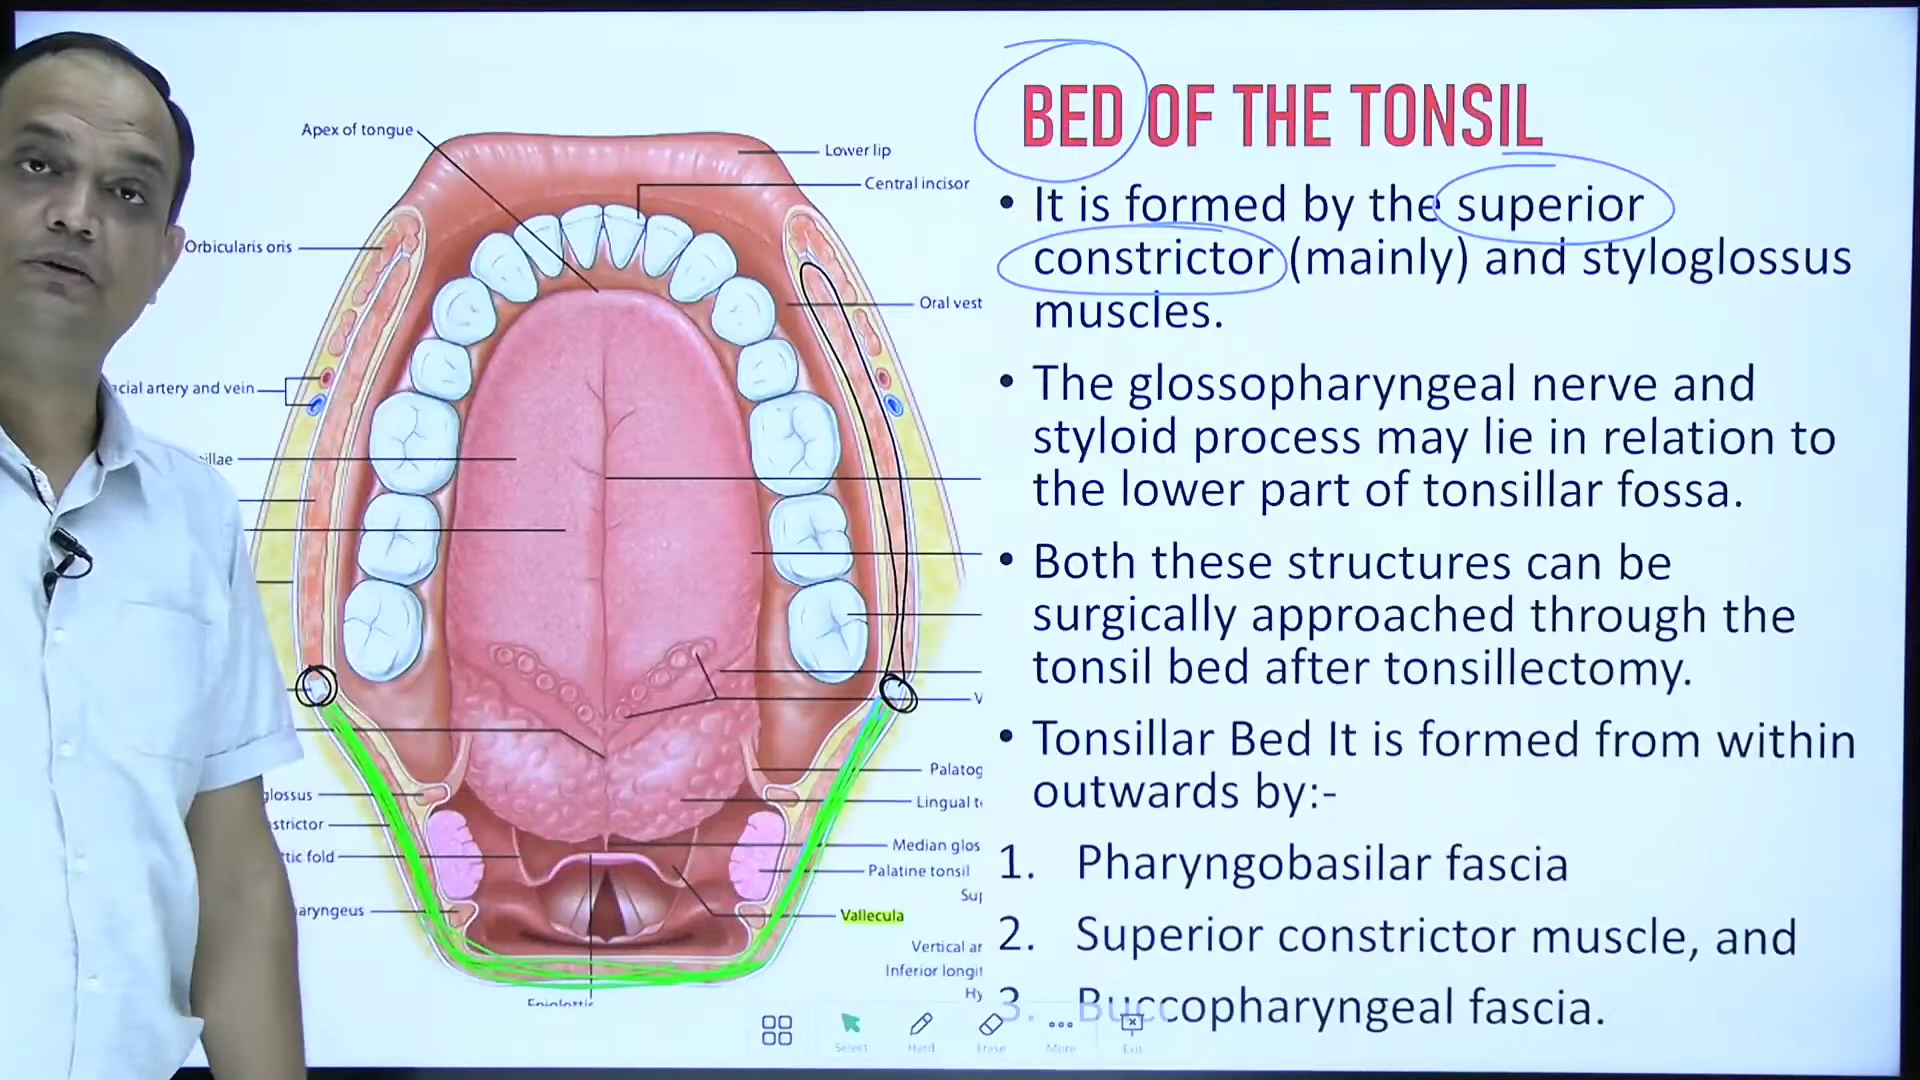 BED OF THE TONSIL
• It is formed by the superior
constrictor (mainly) and styloglossus
muscles.
• The glossopharyngeal nerve and
styloid process may lie in relation to
the lower part of tonsillar fossa.
• Both these structures can be
surgically approached through the
tonsil bed after tonsillectomy.
• Tonsillar Bed It is formed from within
outwards by:-
1. Pharyngobasilar fascia
2. Superior constrictor muscle, and
3. Buccopharyngeal fascia.
Apex of tongue
Lower lip
Central incisor
Orbicularis oris
Oral vest
acial artery and vein
illae
V
Palatog
glossus
Lingual t
strictor
Median glos
tic fold
Palatine tonsil
Sup
aryngeus
Vallecula
Vertical ar
Inferior longit
Hy
Epiglottis
Select
Hard
Erase
More
Exit